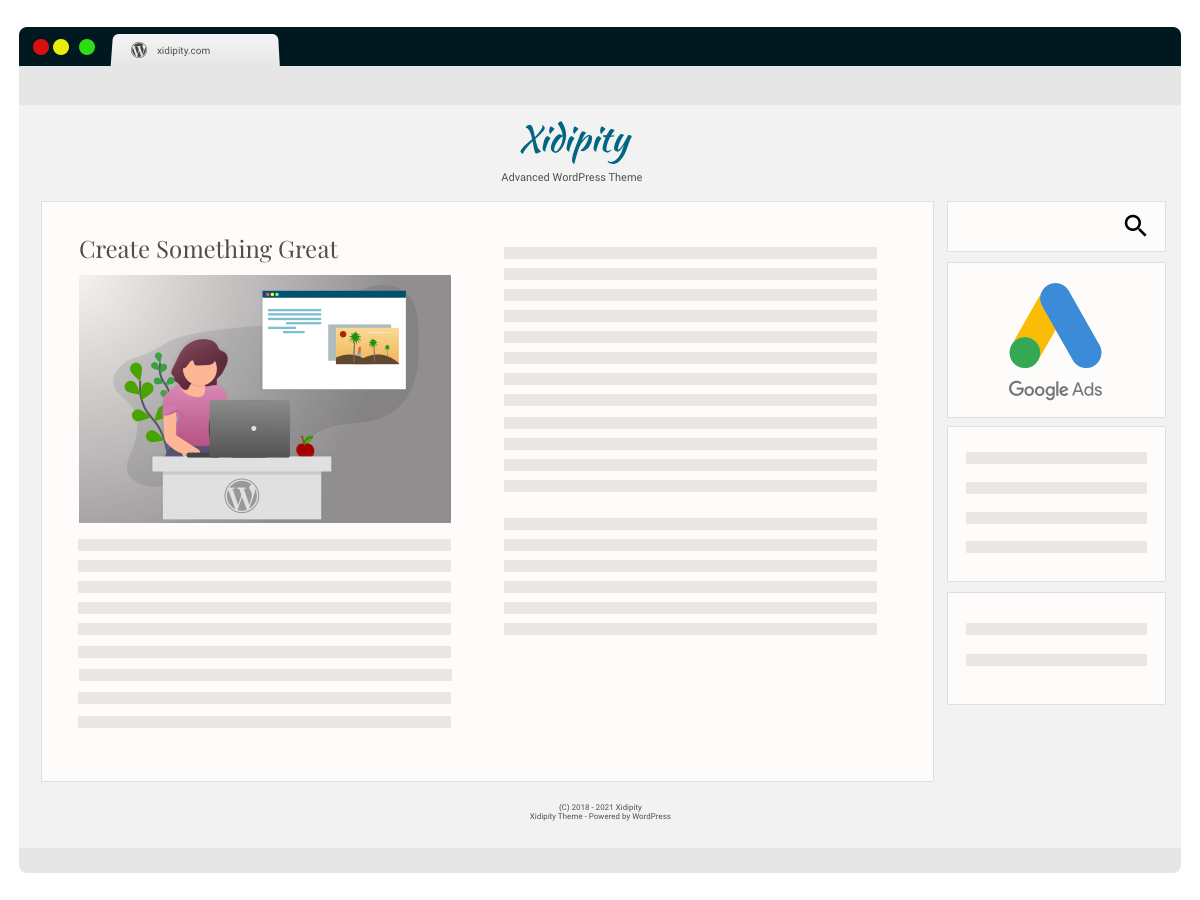 xidipity.com
Xidipity
Advanced WordPress Theme
Create Something Great
Google Ads
(C) 2018 - 2021 Xidipity
Xidipity Theme - Powered by WordPress